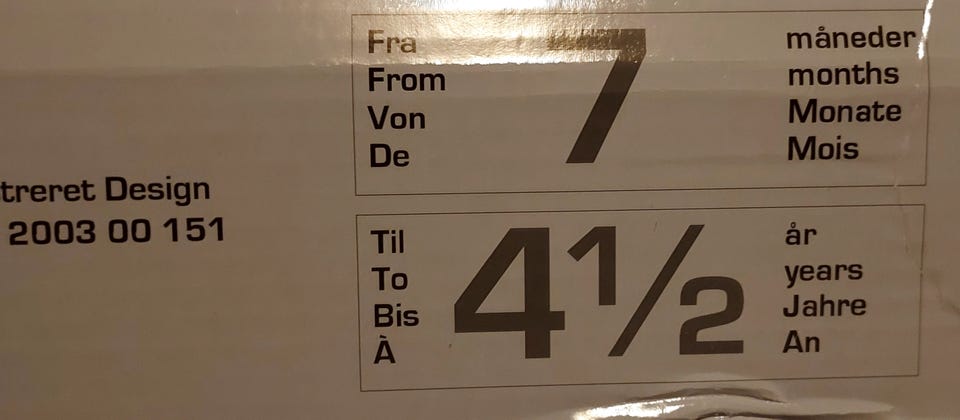 Fra 7 måneder
From months
Von Monate
De Mois
treret Design
2003 00 151
Til 4½ år
To years
Bis Jahre
À An